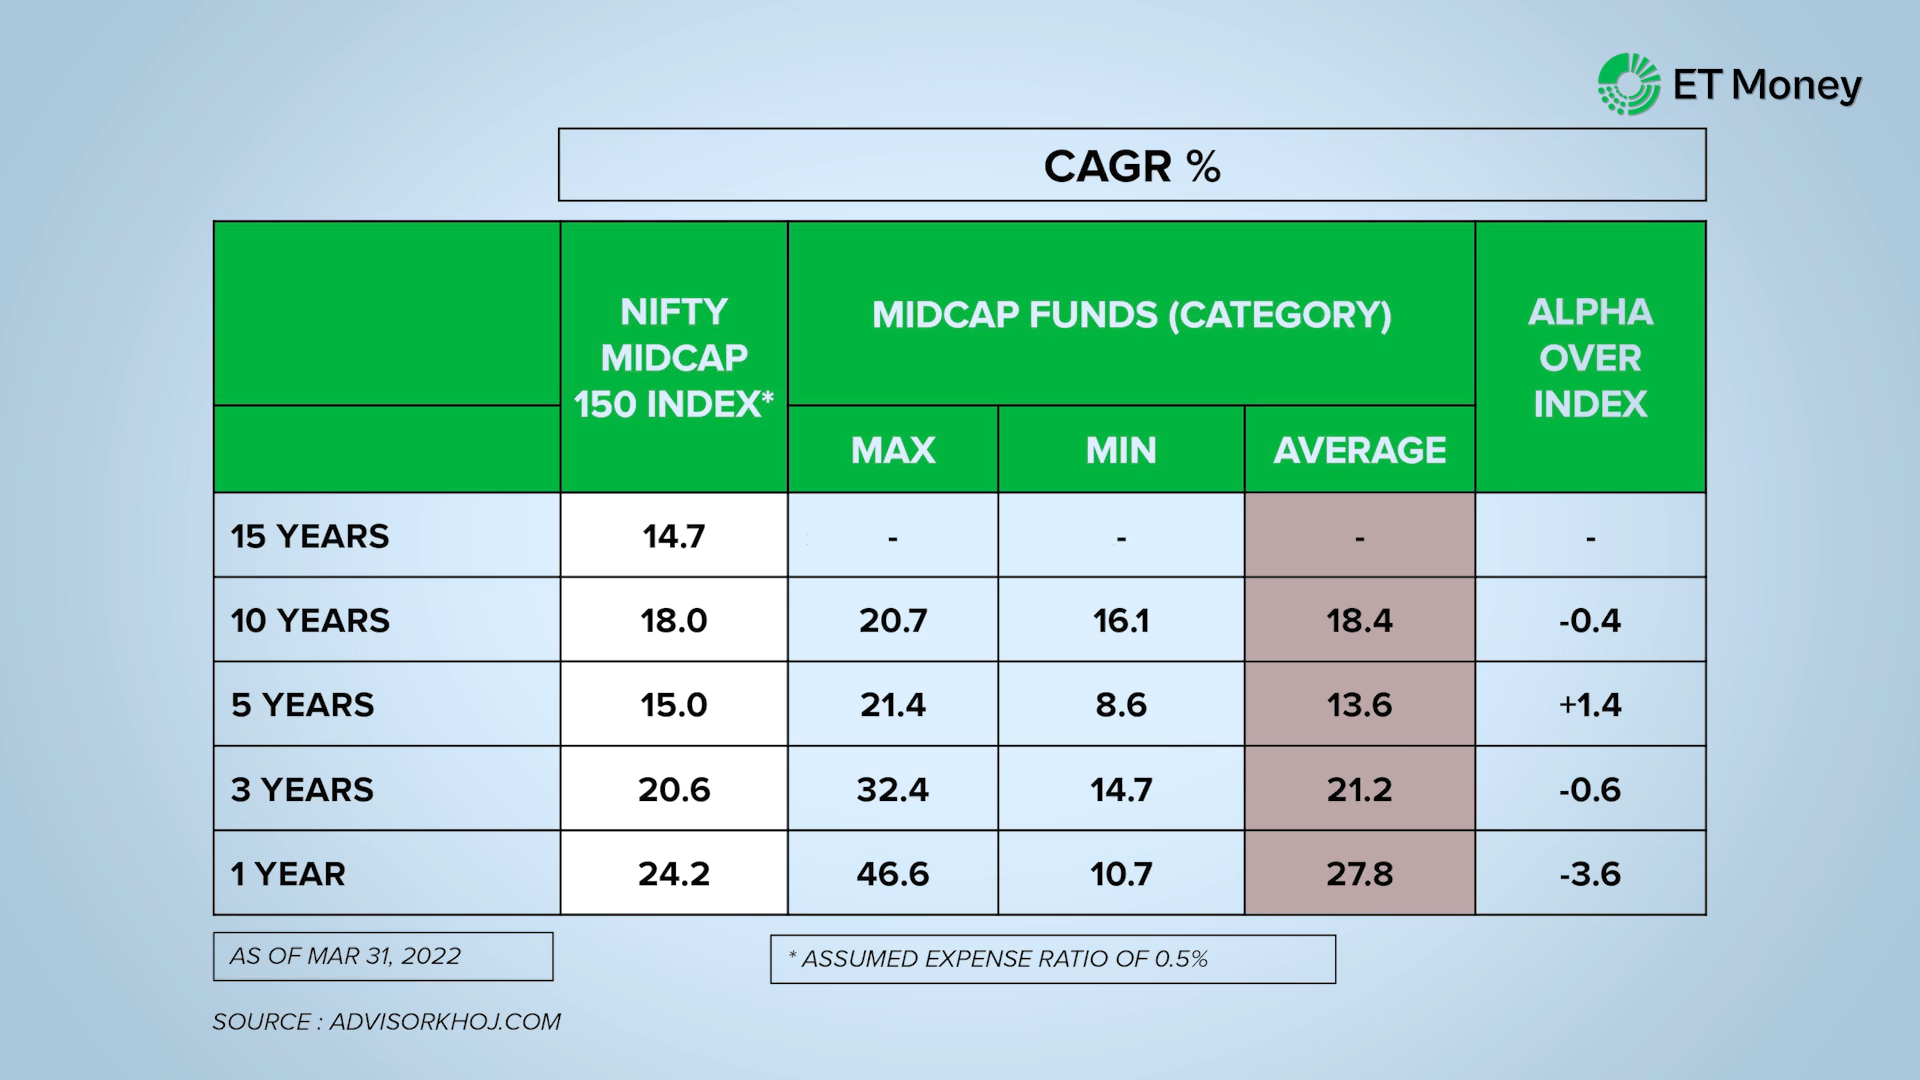 ET Money
CAGR %
NIFTY
MIDCAP
150 INDEX*
MIDCAP FUNDS (CATEGORY)
ALPHA
OVER
INDEX
MAX MIN AVERAGE
15 YEARS 14.7 - - - -
10 YEARS 18.0 20.7 16.1 18.4 -0.4
5 YEARS 15.0 21.4 8.6 13.6 +1.4
3 YEARS 20.6 32.4 14.7 21.2 -0.6
1 YEAR 24.2 46.6 10.7 27.8 -3.6
AS OF MAR 31, 2022
* ASSUMED EXPENSE RATIO OF 0.5%
SOURCE : ADVISORKHOJ.COM